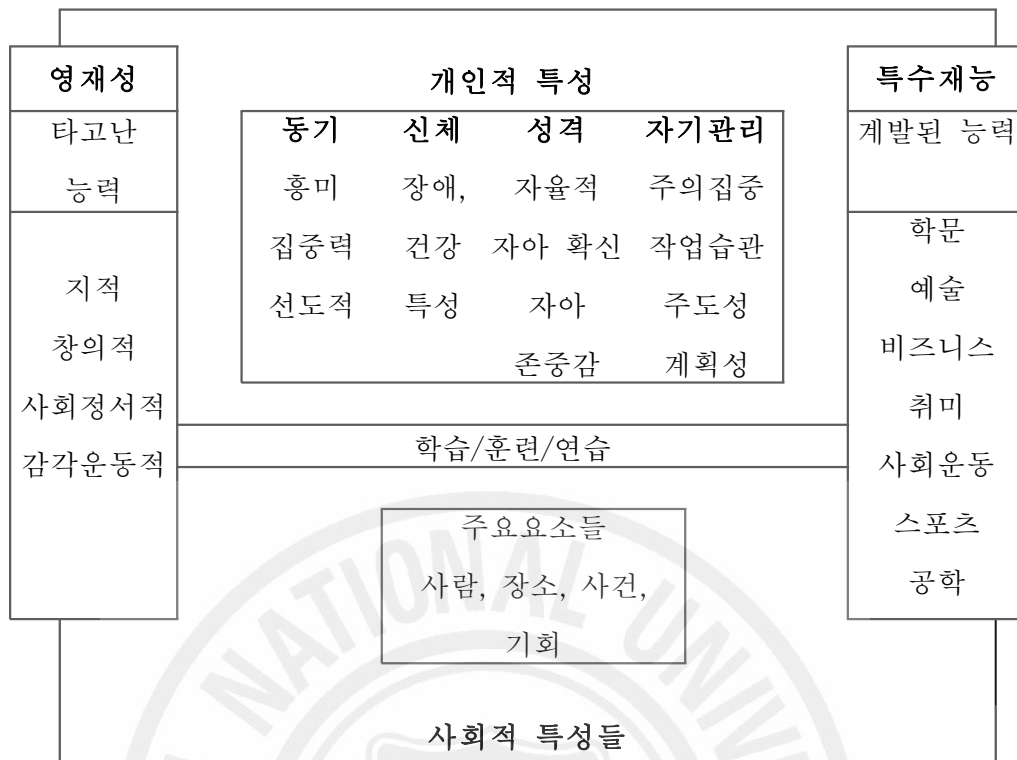 영재성
타고난
능력
지적
창의적
사회정서적
감각운동적
개인적 특성
동기 신체 성격 자기관리
흥미 장애, 자율적 주의집중
집중력 건강 자아 확신 작업습관
선도적 특성 자아 주도성
존중감 계획성
학습/훈련/연습
주요요소들
사람, 장소, 사건,
기회
사회적 특성들
특수재능
계발된 능력
학문
예술
비즈니스
취미
사회운동
스포츠
공학
NATIONAL